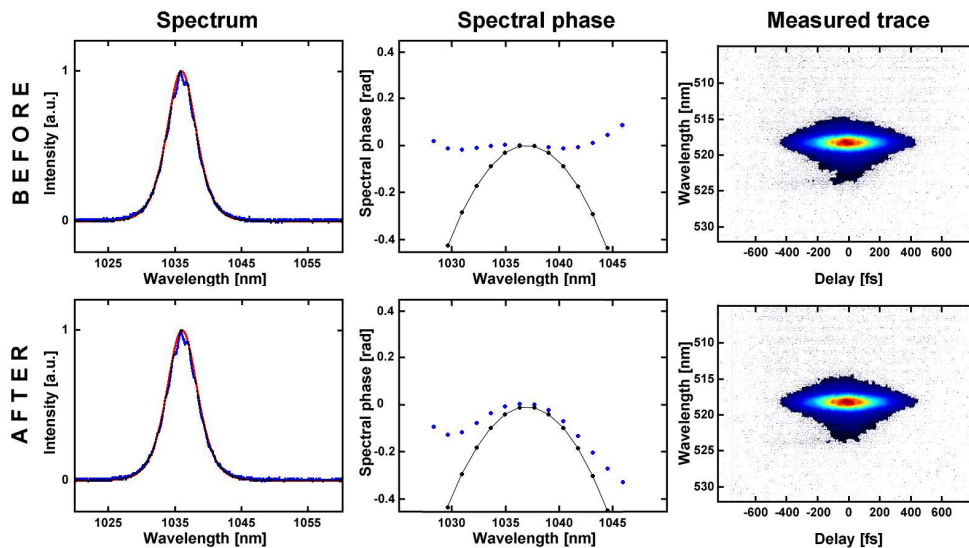 Spectrum
Spectral phase
Measured trace
BEFORE
Intensity [a.u.]
1
0
1025 1035 1045 1055
Wavelength [nm]
Spectral phase [rad]
0.4
0.2
0
-0.2
-0.4
1030 1035 1040 1045
Wavelength [nm]
Wavelength [nm]
510
515
520
525
530
-600 -400 -200 0 200 400 600
Delay [fs]
AFTER
Intensity [a.u.]
1
0
1025 1035 1045 1055
Wavelength [nm]
Spectral phase [rad]
0.4
0.2
0
-0.2
-0.4
1030 1035 1040 1045
Wavelength [nm]
Wavelength [nm]
510
515
520
525
530
-600 -400 -200 0 200 400 600 800
Delay [fs]